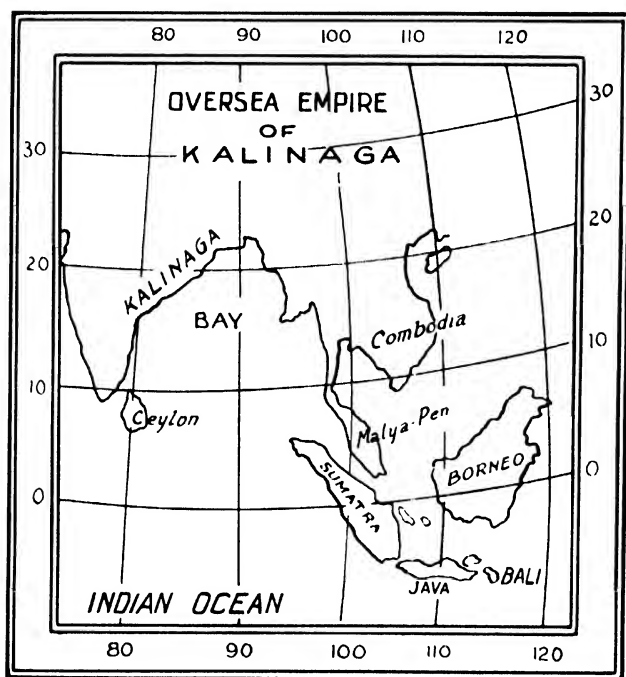 80 90 100 110 120
OVERSEA EMPIRE
OF
KALINAGA
30 30
20 20
KALINAGA
BAY
Combodia
10 10
Ceylon
Malya-Pen
BORNEO
SUMATRA
0 0
JAVA
BALI
INDIAN OCEAN
80 90 100 110 120